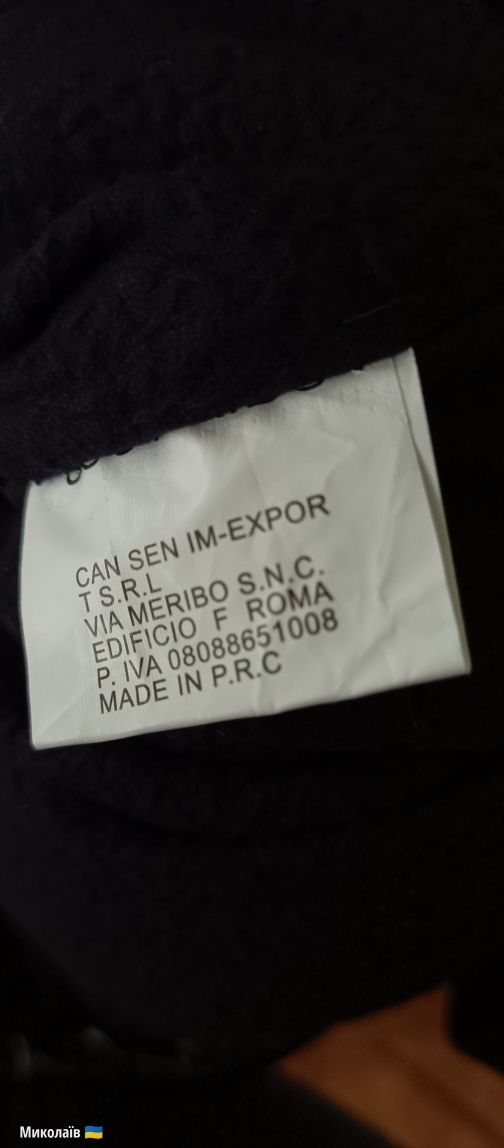 CAN SEN IM-EXPOR
T S.R.L
VIA MERIBO S.N.C.
EDIFICIO F ROMA
P. IVA 08088651008
MADE IN P.R.C
Миколаїв 🇺🇦